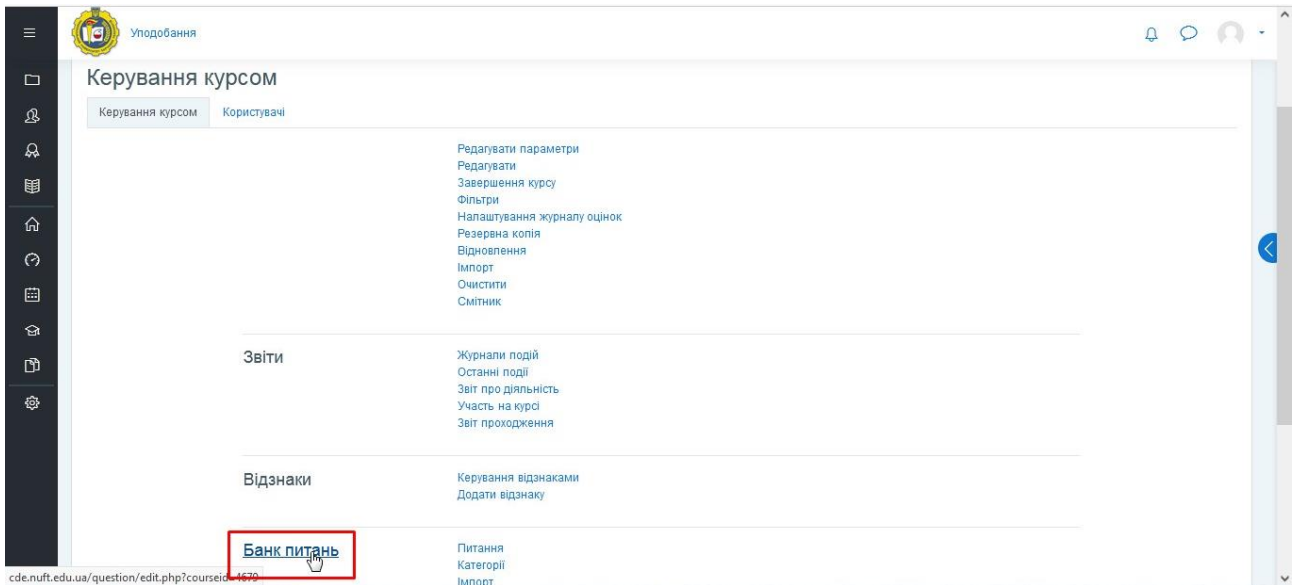 Уподобання
Керування курсом
Керування курсом Користувачі
Редагувати параметри
Редагувати
Завершення курсу
Фільтри
Налаштування журналу оцінок
Резервна копія
Відновлення
Імпорт
Очистити
Смітник
Звіти
Журнали подій
Останні події
Звіт про діяльність
Участь на курсі
Звіт проходження
Відзнаки
Керування відзнаками
Додати відзнаку
Банк питань
Питання
Категорії
Імпорт
cde.nuft.edu.ua/question/edit.php?courseid=4679